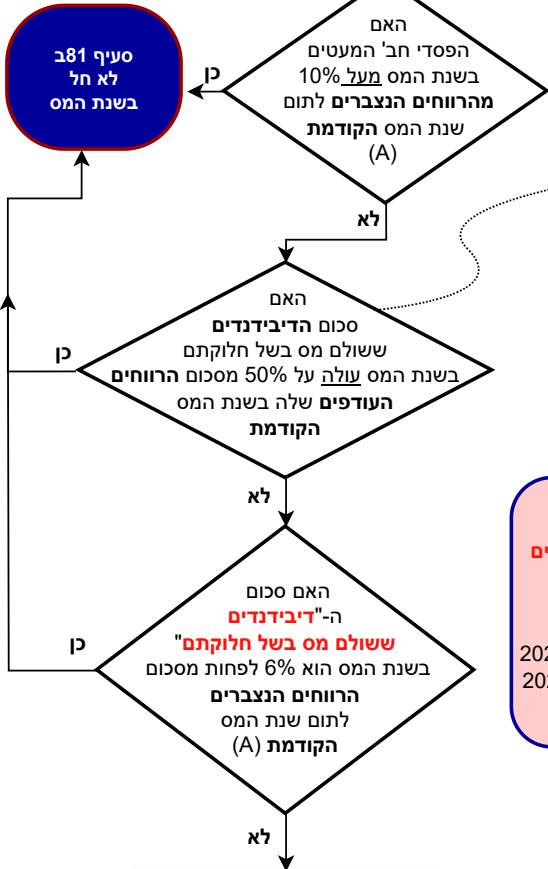 האם
הפסדי חב' המעטים
בשנת המס מעל 10%
מהרווחים הנצברים לתום
שנת המס הקודמת
(A)
כן
סעיף 81ב
לא חל
בשנת המס
לא
האם
סכום הדיבידנדים
ששולם מס בשל חלוקתם
בשנת המס עולה על 50% מסכום הרווחים
העודפים שלה בשנת המס
הקודמת
כן
לא
האם סכום
ה-"דיבידנדים
ששולם מס בשל חלוקתם"
בשנת המס הוא 6% לפחות מסכום
הרווחים הנצברים
לתום שנת המס
הקודמת (A)
כן
לא